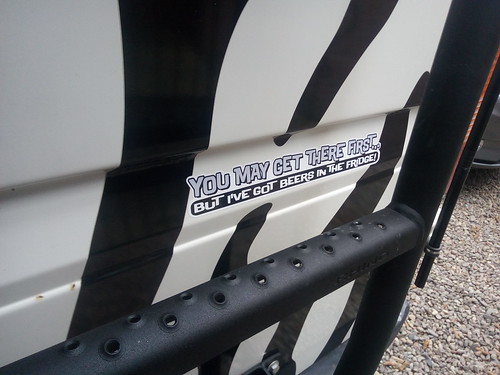 YOU MAY GET THERE FIRST...
BUT I'VE GOT BEERS IN THE FRIDGE!